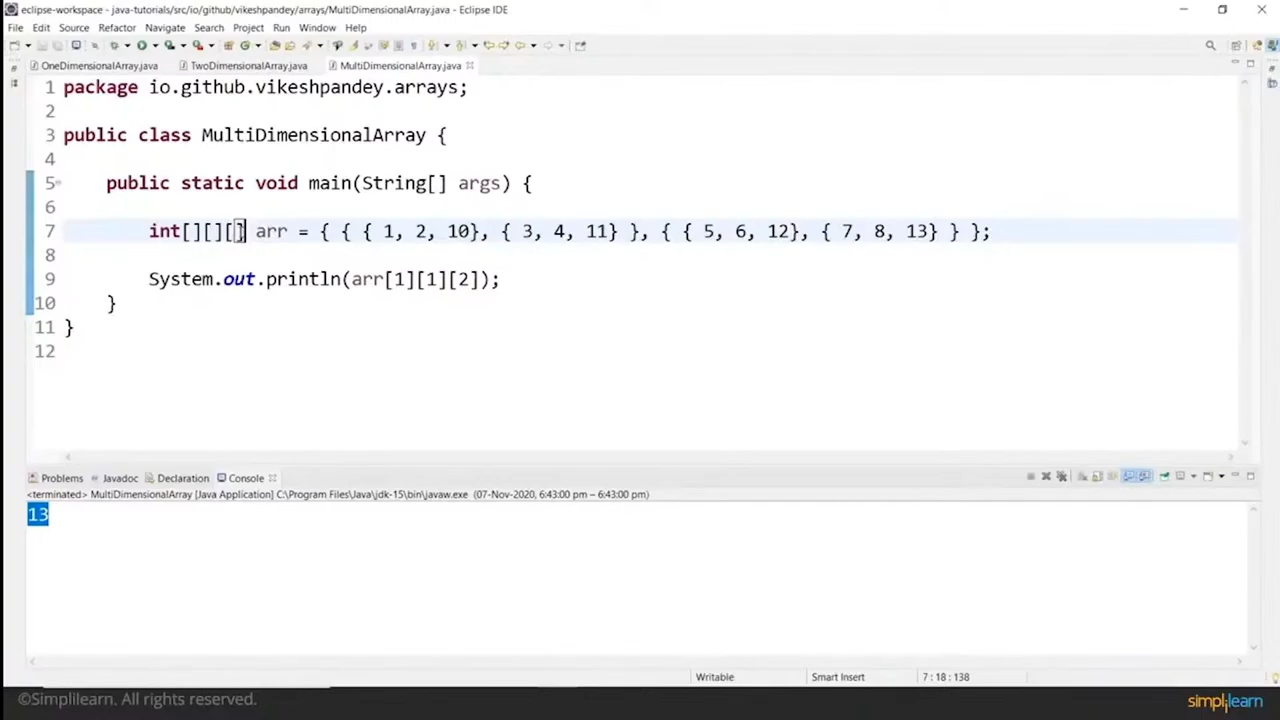 eclipse-workspace - java-tutorials/src/io/github/vikeshpandey/arrays/MultiDimensionalArray.java - Eclipse IDE
File Edit Source Refactor Navigate Search Project Run Window Help
OneDimensionalArray.java TwoDimensionalArray.java MultiDimensionalArray.java
1 package io.github.vikeshpandey.arrays;
2
3 public class MultiDimensionalArray {
4
5 public static void main(String[] args) {
6
7 int[][][] arr = { { { 1, 2, 10}, { 3, 4, 11} }, { { 5, 6, 12}, { 7, 8, 13} } };
8
9 System.out.println(arr[1][1][2]);
10 }
11 }
12
Problems Javadoc Declaration Console
<terminated> MultiDimensionalArray [Java Application] C:\Program Files\Java\jdk-15\bin\javaw.exe (07-Nov-2020, 6:43:00 pm – 6:43:00 pm)
13
Writable Smart Insert 7 : 18 : 138
©Simplilearn. All rights reserved.
simplilearn